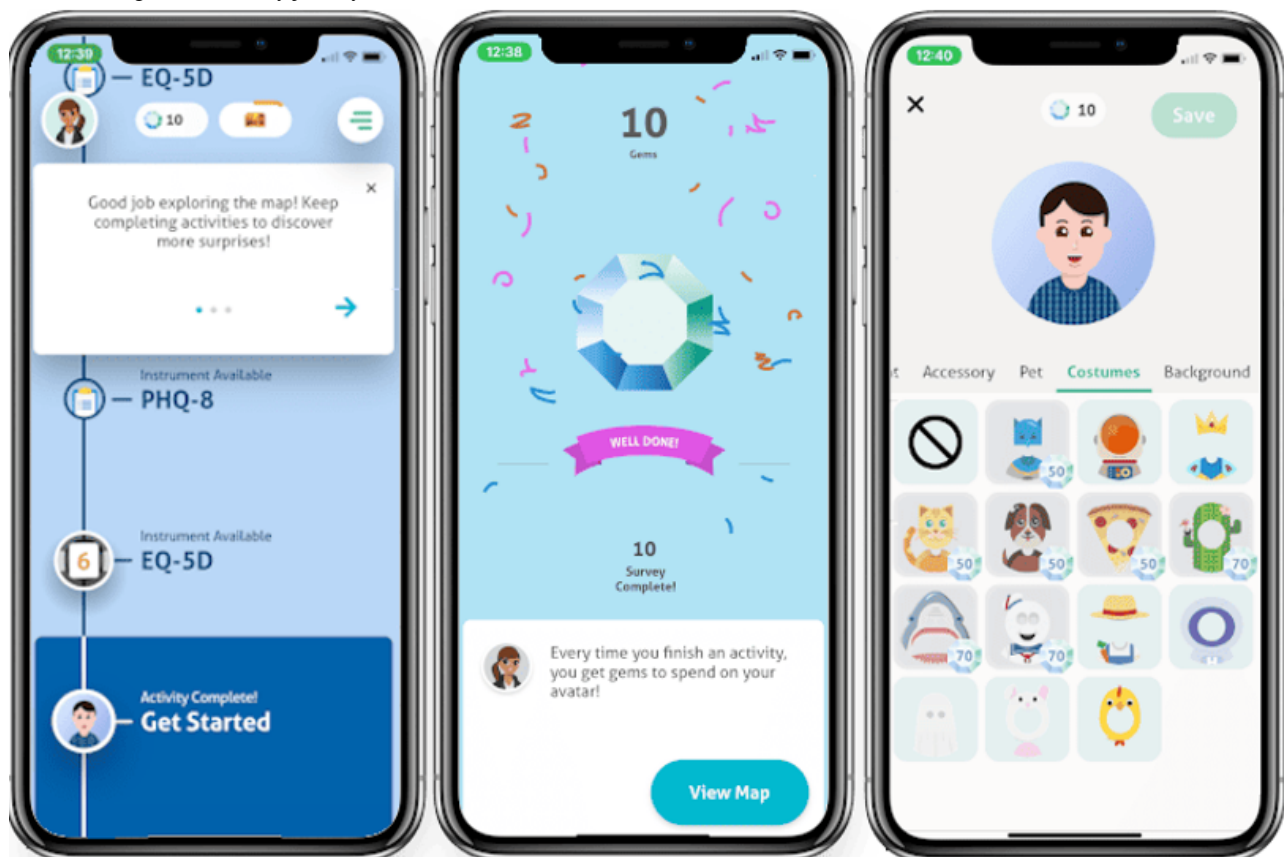 12:39
EQ-5D
10
Good job exploring the map! Keep
completing activities to discover
more surprises!
Instrument Available
PHQ-8
Instrument Available
6
EQ-5D
Activity Complete!
Get Started
12:38
10
Gems
WELL DONE!
10
Survey
Complete!
Every time you finish an activity,
you get gems to spend on your
avatar!
View Map
12:40
10
Save
Accessory Pet Costumes Background
50
50 50 50 70
70 70